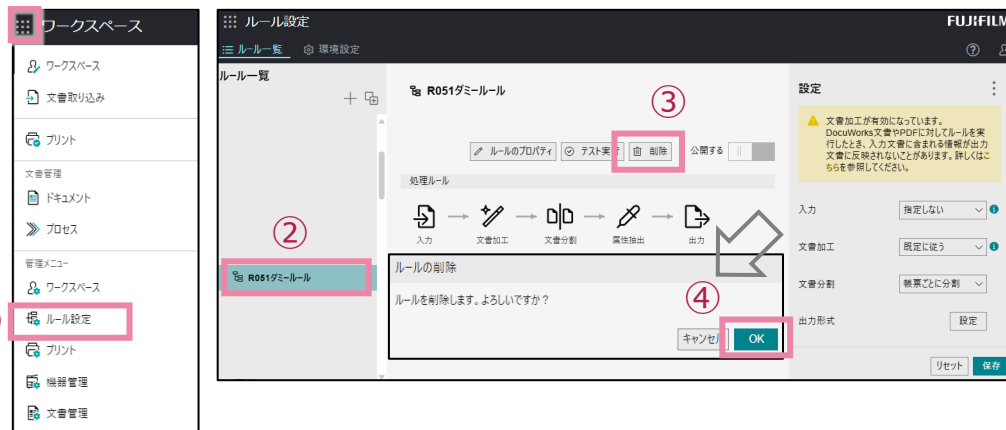 ワークスペース
ワークスペース
文書取り込み
プリント
文書管理
ドキュメント
プロセス
管理メニュー
ワークスペース
ルール設定
プリント
機器管理
文書管理
ルール設定
FUJIFILM
ルール一覧 環境設定
ルール一覧
②
R051ダミールール
R051ダミールール
③
ルールのプロパティ テスト実行 削除 公開する
処理ルール
入力 文書加工 文書分割 属性抽出 出力
ルールの削除
ルールを削除します。よろしいですか?
④
キャンセル OK
設定
文書加工が有効になっています。
DocuWorks文書やPDFに対してルールを実
行したとき、入力文書に含まれる情報が出力
文書に反映されないことがあります。詳しくはこ
ちらを参照してください。
入力 指定しない
文書加工 既定に従う
文書分割 帳票ごとに分割
出力形式 設定
リセット 保存